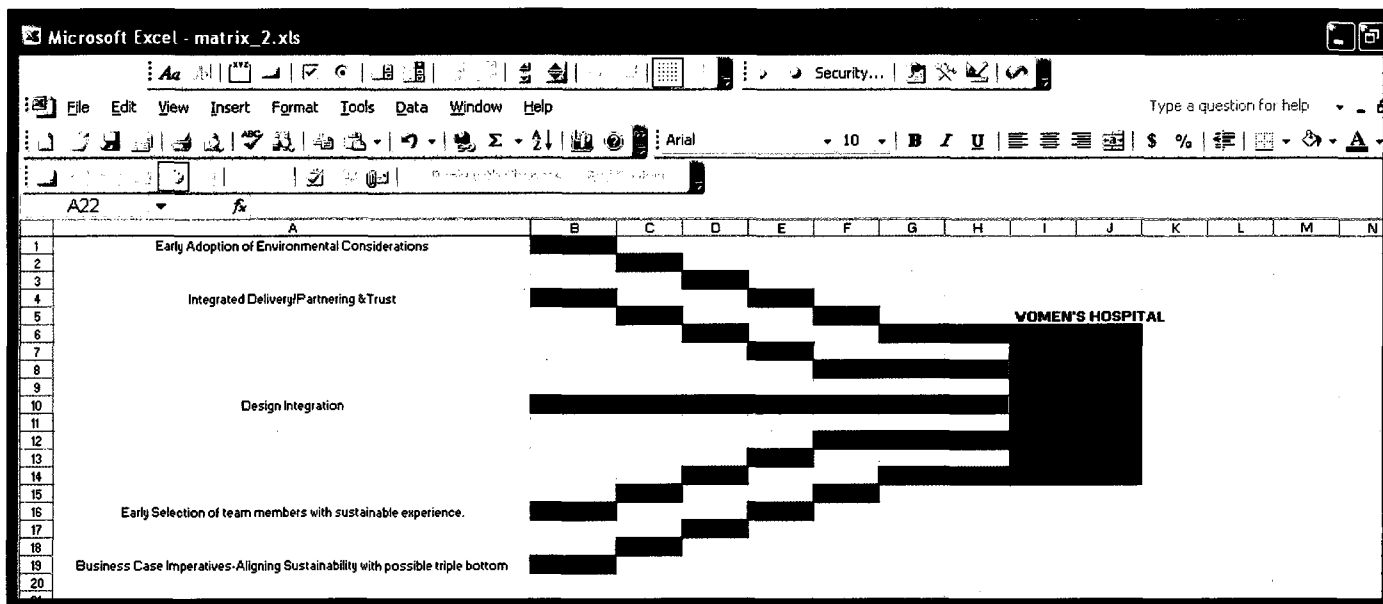 Microsoft Excel - matrix_2.xls
Aa XYZ Security...
File Edit View Insert Format Tools Data Window Help Type a question for help
ABC Σ Arial 10 B I U $ % A
A22 fx
A B C D E F G H I J K L M N
1 Early Adoption of Environmental Considerations
2
3
4 Integrated Delivery/Partnering & Trust
5 WOMEN'S HOSPITAL
6
7
8
9
10 Design Integration
11
12
13
14
15
16 Early Selection of team members with sustainable experience.
17
18
19 Business Case Imperatives-Aligning Sustainability with possible triple bottom
20